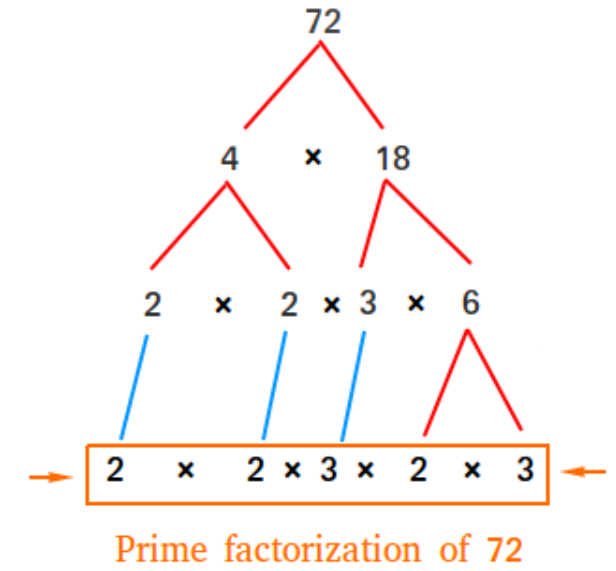 72
4 × 18
2 × 2 × 3 × 6
2 × 2 × 3 × 2 × 3
Prime factorization of 72